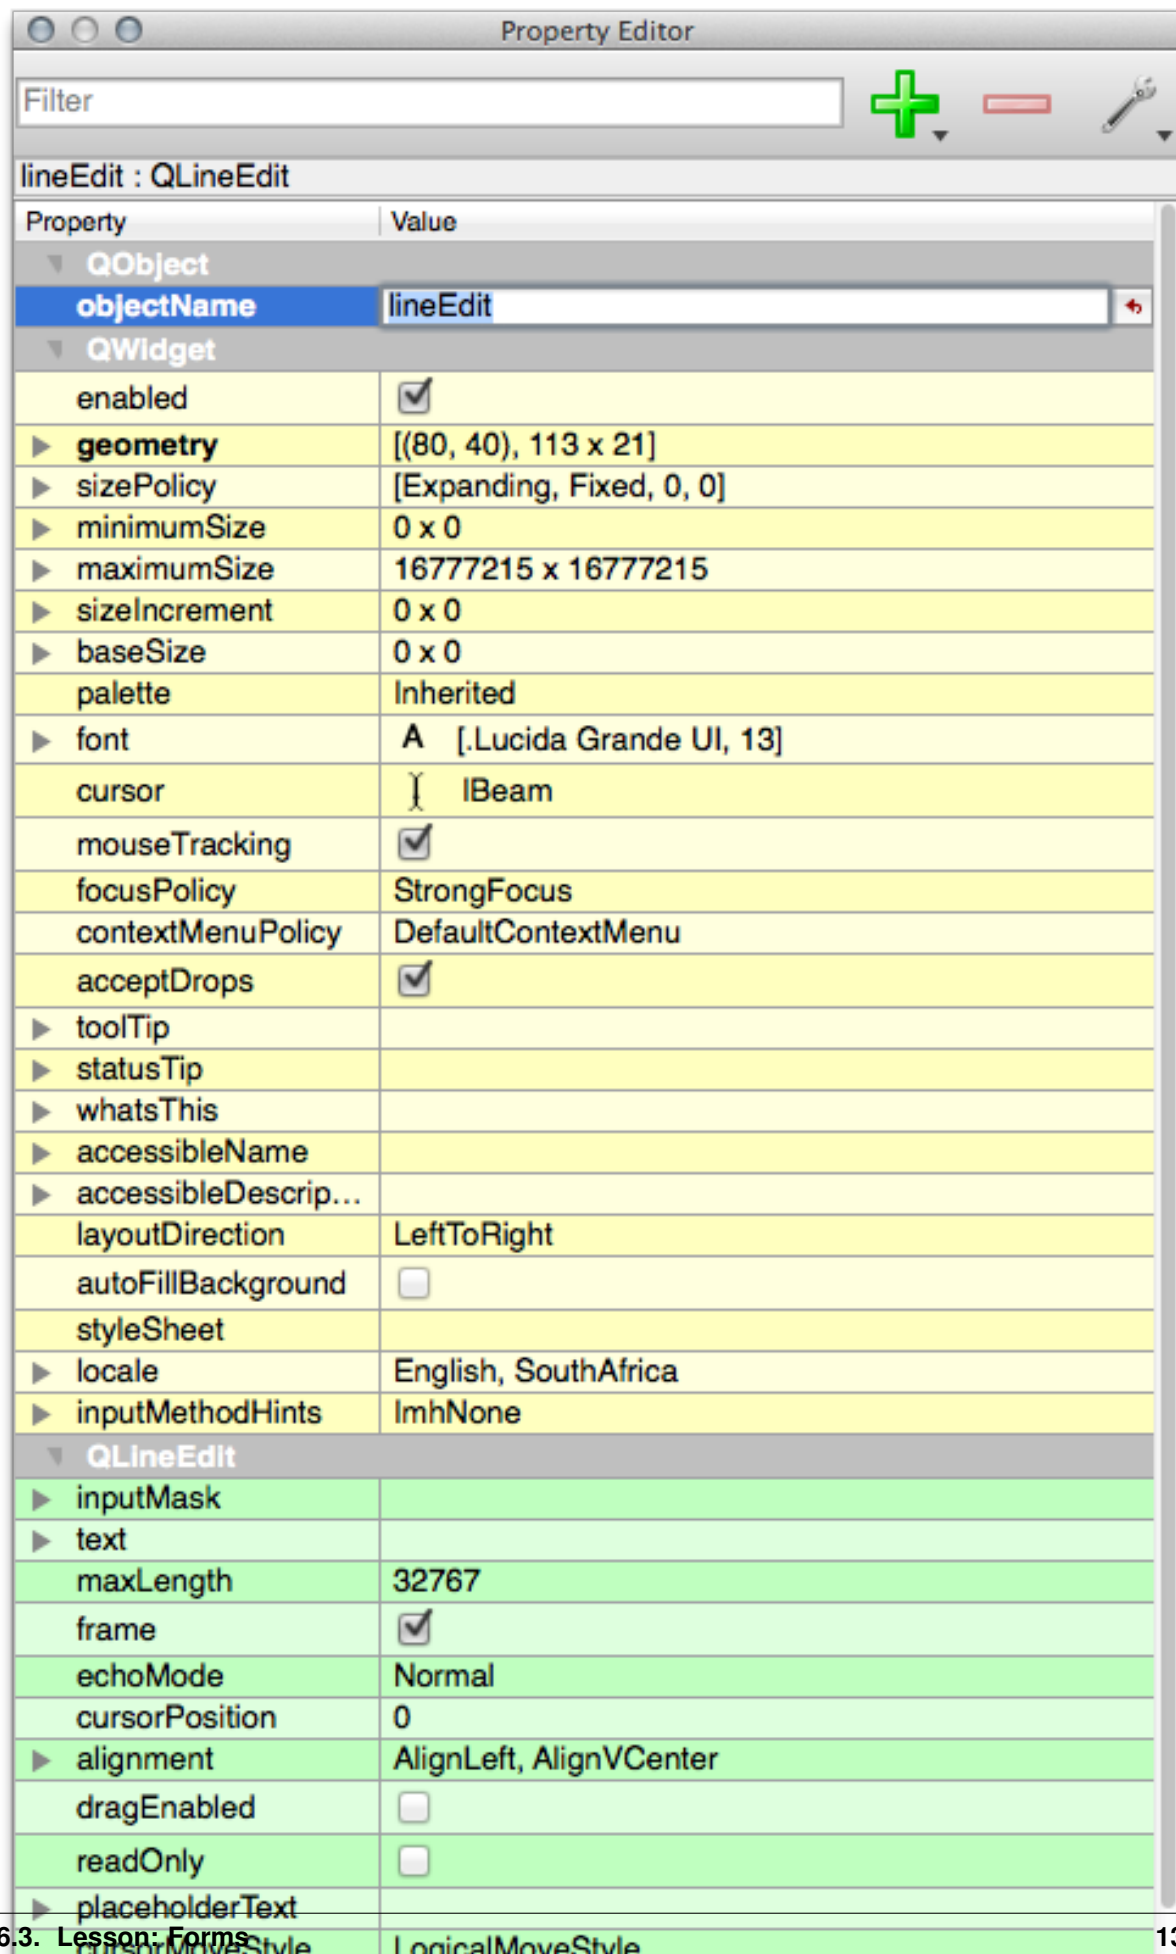 Property Editor
Filter
lineEdit : QLineEdit
Property Value
QObject
objectName lineEdit
QWidget
enabled
geometry [(80, 40), 113 x 21]
sizePolicy [Expanding, Fixed, 0, 0]
minimumSize 0 x 0
maximumSize 16777215 x 16777215
sizeIncrement 0 x 0
baseSize 0 x 0
palette Inherited
font A [.Lucida Grande UI, 13]
cursor IBeam
mouseTracking
focusPolicy StrongFocus
contextMenuPolicy DefaultContextMenu
acceptDrops
toolTip
statusTip
whatsThis
accessibleName
accessibleDescrip...
layoutDirection LeftToRight
autoFillBackground
styleSheet
locale English, SouthAfrica
inputMethodHints ImhNone
QLineEdit
inputMask
text
maxLength 32767
frame
echoMode Normal
cursorPosition 0
alignment AlignLeft, AlignVCenter
dragEnabled
readOnly
placeholderText
6.3. Lesson: Forms 13
cursorMoveStyle LogicalMoveStyle